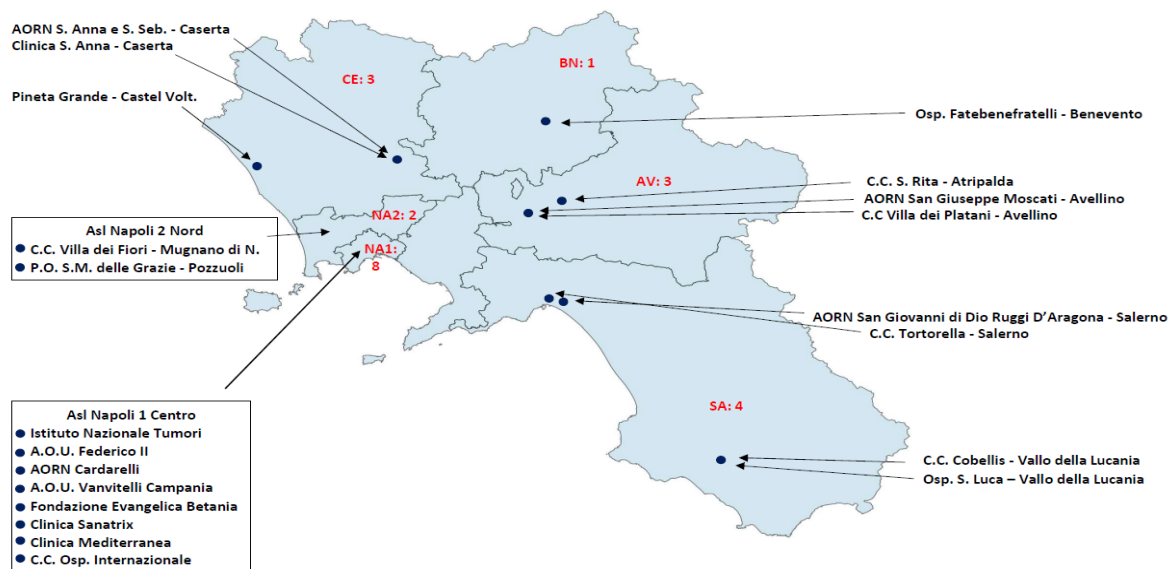 AORN S. Anna e S. Seb. - Caserta
Clinica S. Anna - Caserta
CE: 3
BN: 1
Pineta Grande - Castel Volt.
Osp. Fatebenefratelli - Benevento
AV: 3
C.C. S. Rita - Atripalda
AORN San Giuseppe Moscati - Avellino
C.C Villa dei Platani - Avellino
NA2: 2
Asl Napoli 2 Nord
C.C. Villa dei Fiori - Mugnano di N.
P.O. S.M. delle Grazie - Pozzuoli
NA1:
8
AORN San Giovanni di Dio Ruggi D’Aragona - Salerno
C.C. Tortorella - Salerno
SA: 4
Asl Napoli 1 Centro
Istituto Nazionale Tumori
A.O.U. Federico II
AORN Cardarelli
A.O.U. Vanvitelli Campania
Fondazione Evangelica Betania
Clinica Sanatrix
Clinica Mediterranea
C.C. Osp. Internazionale
C.C. Cobellis - Vallo della Lucania
Osp. S. Luca – Vallo della Lucania